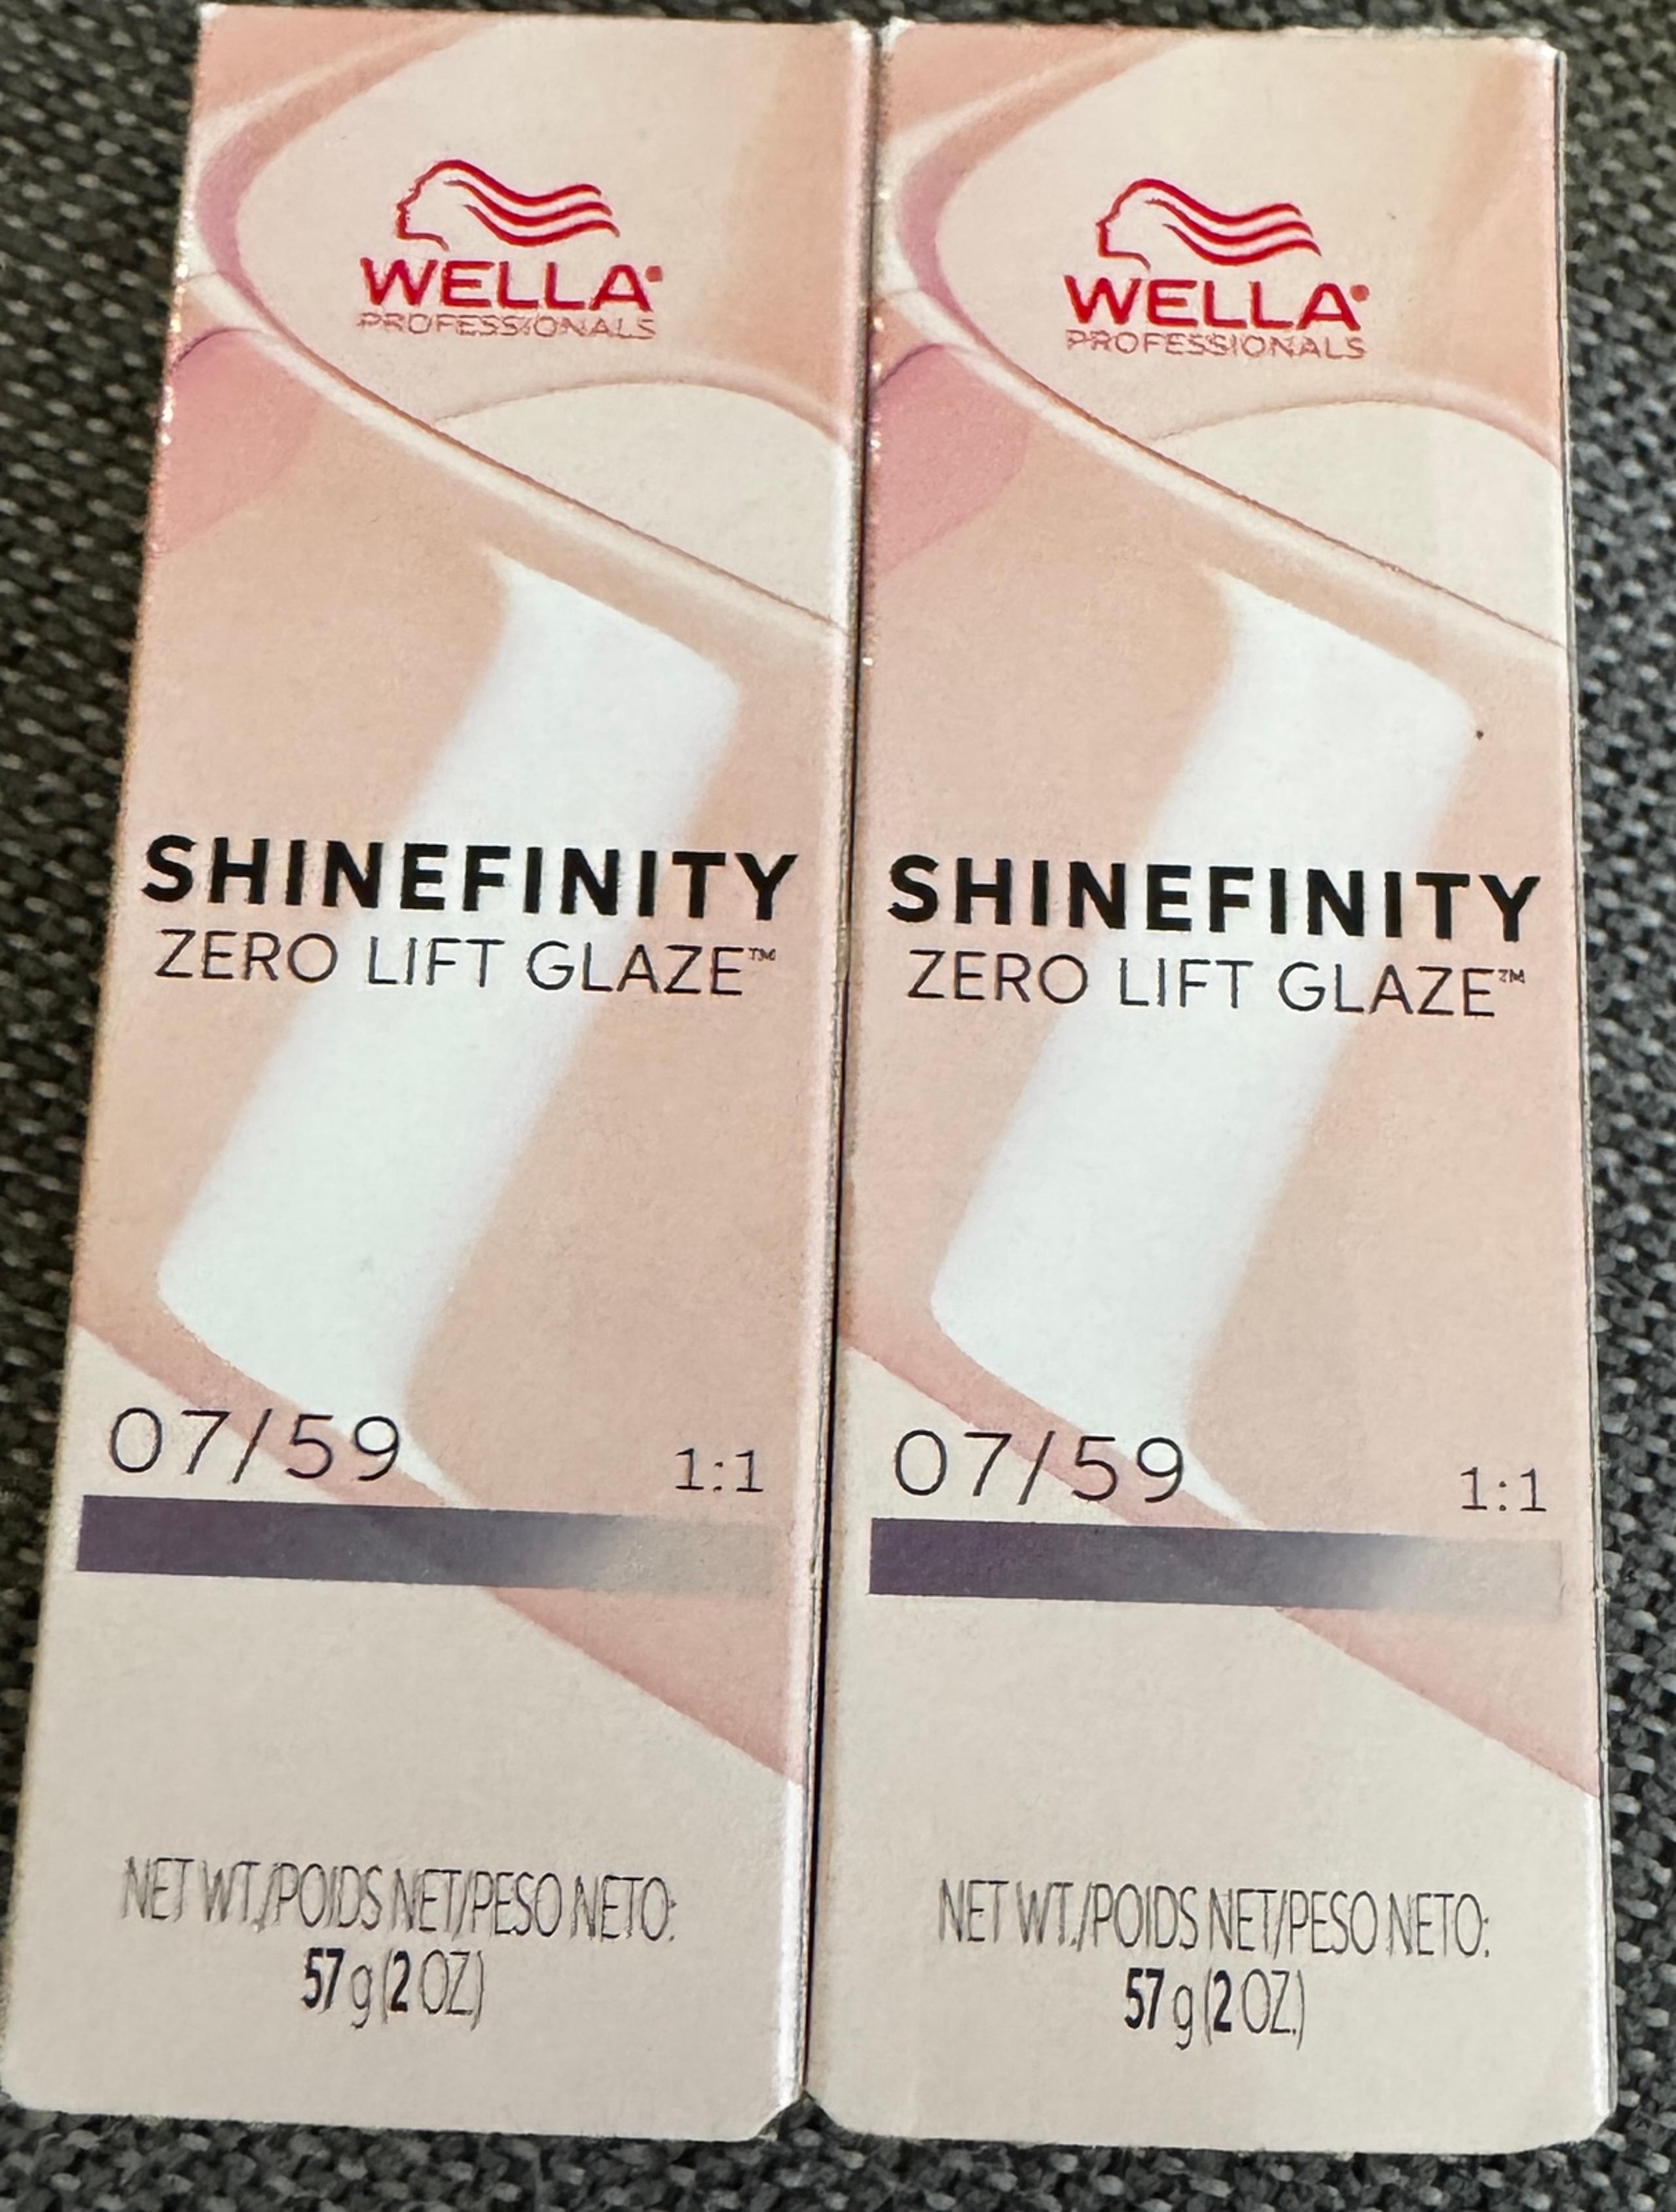 WELLA
PROFESSIONALS
SHINEFINITY
ZERO LIFT GLAZE™
07/59
1:1
NET WT./POIDS NET/PESO NETO:
57 g (2 OZ.)
WELLA
PROFESSIONALS
SHINEFINITY
ZERO LIFT GLAZE™
07/59
1:1
NET WT./POIDS NET/PESO NETO:
57 g (2 OZ.)